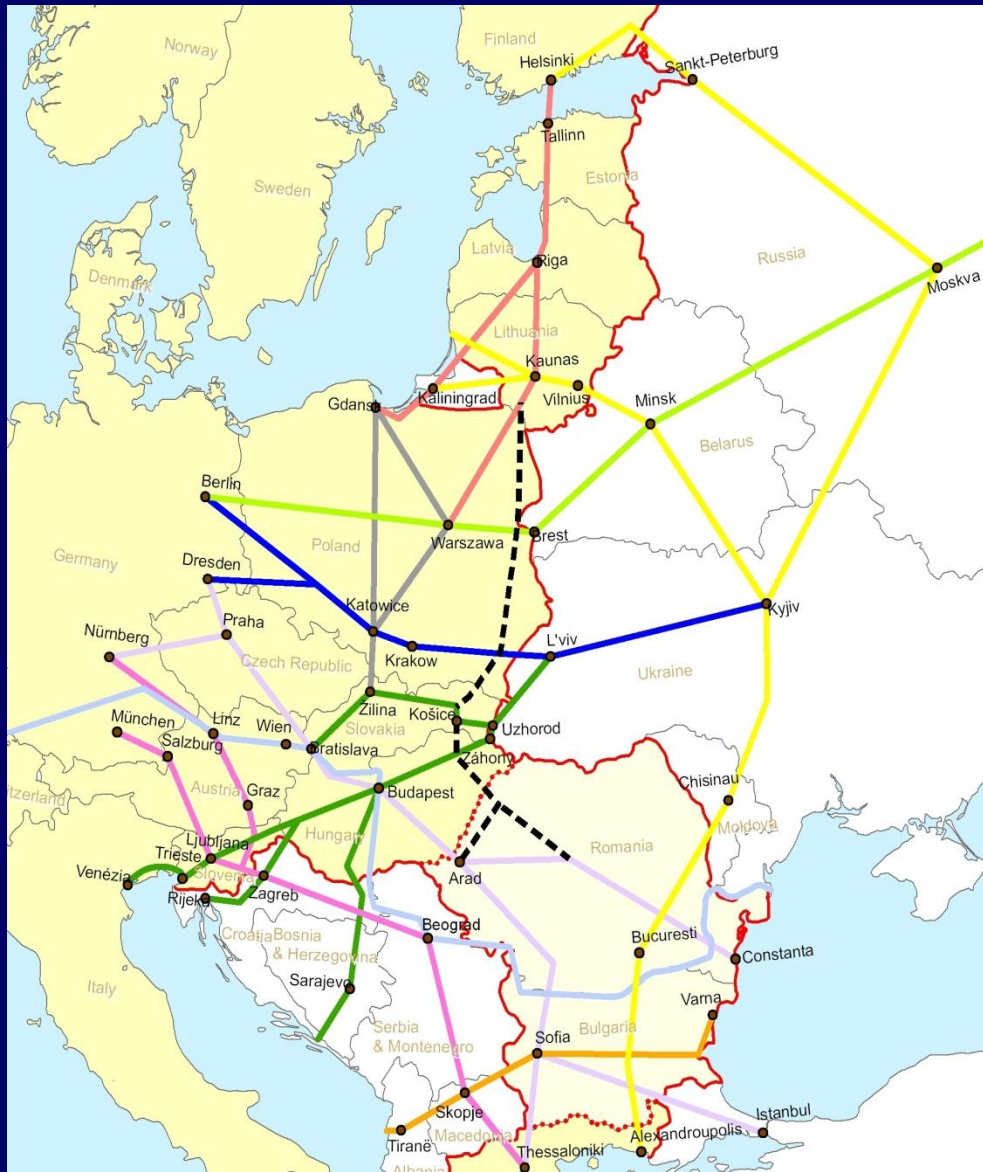 Norway
Finland
Helsinki
Sankt-Peterburg
Tallinn
Sweden
Estonia
Latvia
Riga
Russia
Moskva
Denmark
Lithuania
Kaunas
Vilnius
Minsk
Kaliningrad
Gdansk
Belarus
Berlin
Warszawa
Brest
Poland
Germany
Dresden
Katowice
Kyjiv
Nürnberg
Praha
Krakow
L'viv
Czech Republic
Ukraine
München
Linz
Wien
Zilina
Košice
Uzhorod
Salzburg
Bratislava
Slovakia
Záhony
itzerland
Austria
Graz
Budapest
Chisinau
Moldova
Ljubljana
Hungary
Romania
Trieste
Slovenia
Arad
Venézia
Zagreb
Rijeka
Croatia
Bosnia
& Herzegovina
Beograd
Bucuresti
Constanta
Sarajevo
Italy
Varna
Serbia
& Montenegro
Sofia
Bulgaria
Skopje
Istanbul
Tiranë
Macedonia
Alexandroupolis
Thessaloniki
Albania